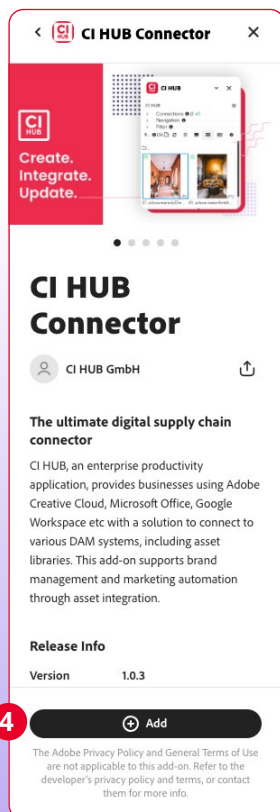 CI HUB CI HUB Connector
CI HUB
CI HUB
Create.
Integrate.
Update.
CI HUB
Connections
Navigation
Filter
CI HUB
Connector
CI HUB GmbH
The ultimate digital supply chain
connector
CI HUB, an enterprise productivity
application, provides businesses using Adobe
Creative Cloud, Microsoft Office, Google
Workspace etc with a solution to connect to
various DAM systems, including asset
libraries. This add-on supports brand
management and marketing automation
through asset integration.
Release Info
Version 1.0.3
4
Add
The Adobe Privacy Policy and General Terms of Use
are not applicable to this add-on. Refer to the
developer's privacy policy and terms, or contact
them for more info.